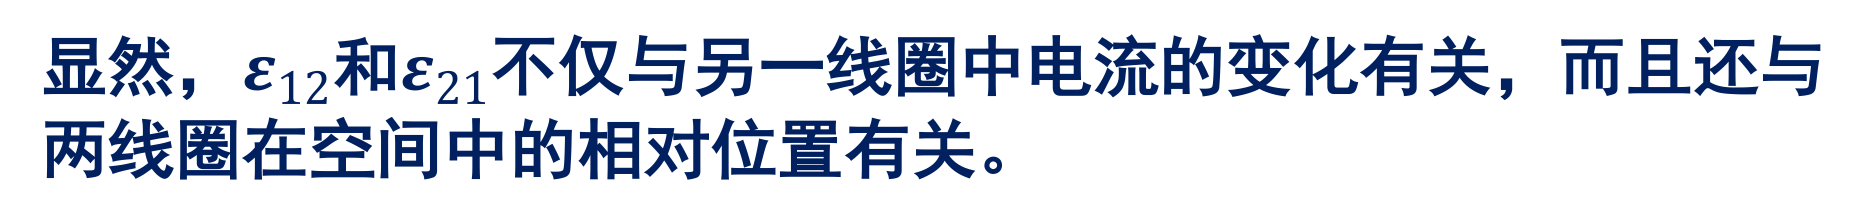 显然，ε₁₂和ε₂₁不仅与另一线圈中电流的变化有关，而且还与
两线圈在空间中的相对位置有关。